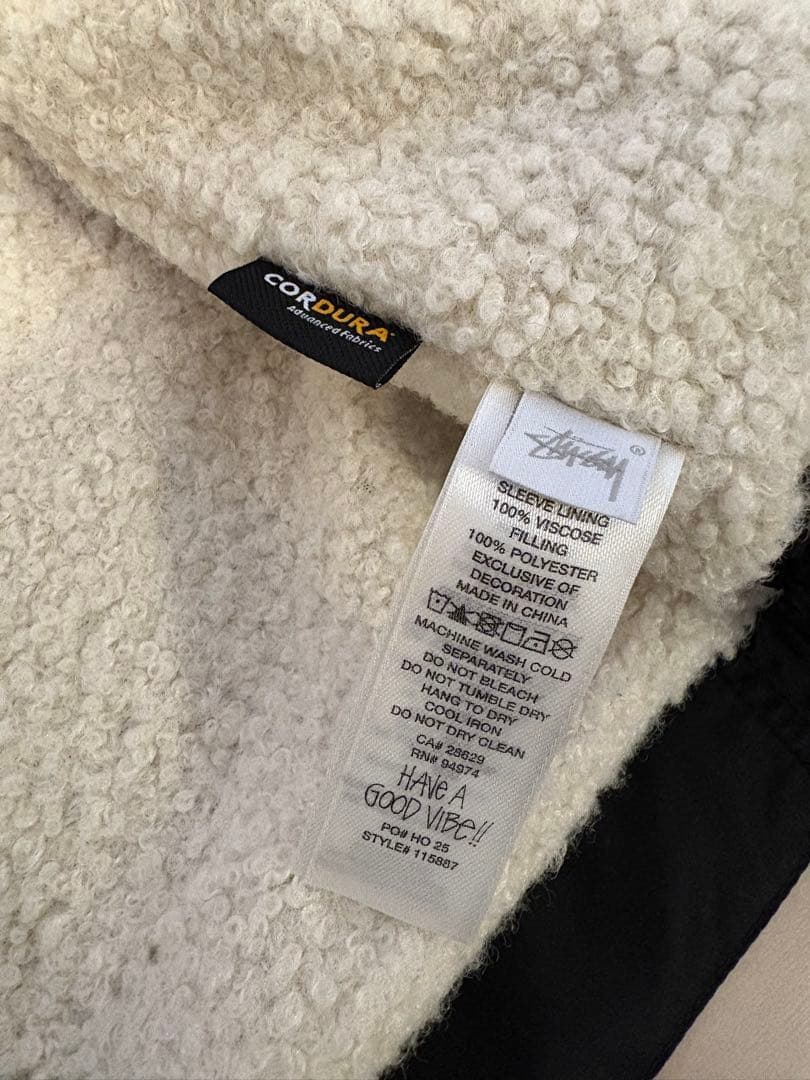 CORDURA
Advanced Fabrics
STÜSSY ®
SLEEVE LINING
100% VISCOSE
FILLING
100% POLYESTER
EXCLUSIVE OF
DECORATION
MADE IN CHINA
MACHINE WASH COLD
SEPARATELY
DO NOT BLEACH
DO NOT TUMBLE DRY
HANG TO DRY
COOL IRON
DO NOT DRY CLEAN
CA# 28829
RN# 94974
HAVE A
GOOD VIBE!!
PO# HO 25
STYLE# 115887